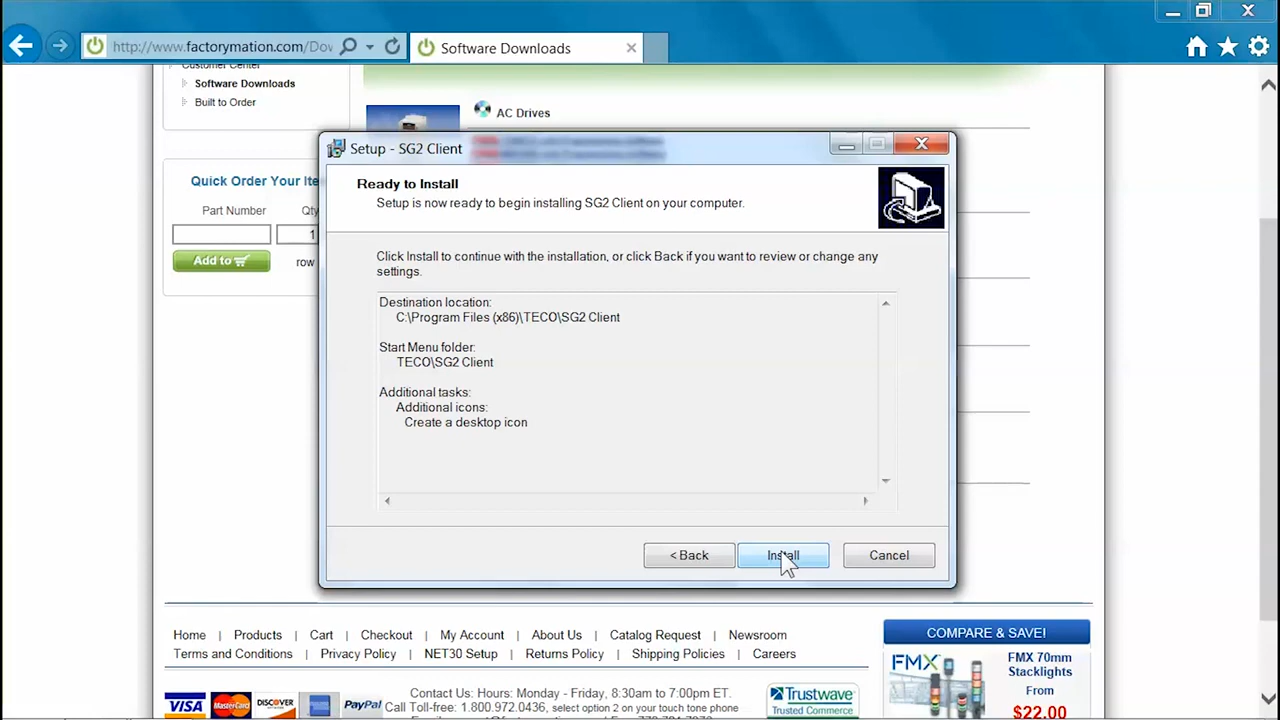 http://www.factorymation.com/Dow
Software Downloads
Customer Center
Software Downloads
Built to Order
AC Drives
Setup - SG2 Client
Ready to Install
Setup is now ready to begin installing SG2 Client on your computer.
Quick Order Your Ite
Part Number
Qty
1
Add to
row
Click Install to continue with the installation, or click Back if you want to review or change any
settings.
Destination location:
C:\Program Files (x86)\TECO\SG2 Client
Start Menu folder:
TECO\SG2 Client
Additional tasks:
Additional icons:
Create a desktop icon
< Back
Install
Cancel
Home | Products | Cart | Checkout | My Account | About Us | Catalog Request | Newsroom
Terms and Conditions | Privacy Policy | NET30 Setup | Returns Policy | Shipping Policies | Careers
COMPARE & SAVE!
FMX
FMX 70mm
Stacklights
From
$22.00
VISA
MasterCard
DISCOVER
PayPal
Contact Us: Hours: Monday - Friday, 8:30am to 7:00pm ET.
Call Toll-free: 1.800.972.0436, select option 2 on your touch tone phone
Trustwave
Trusted Commerce